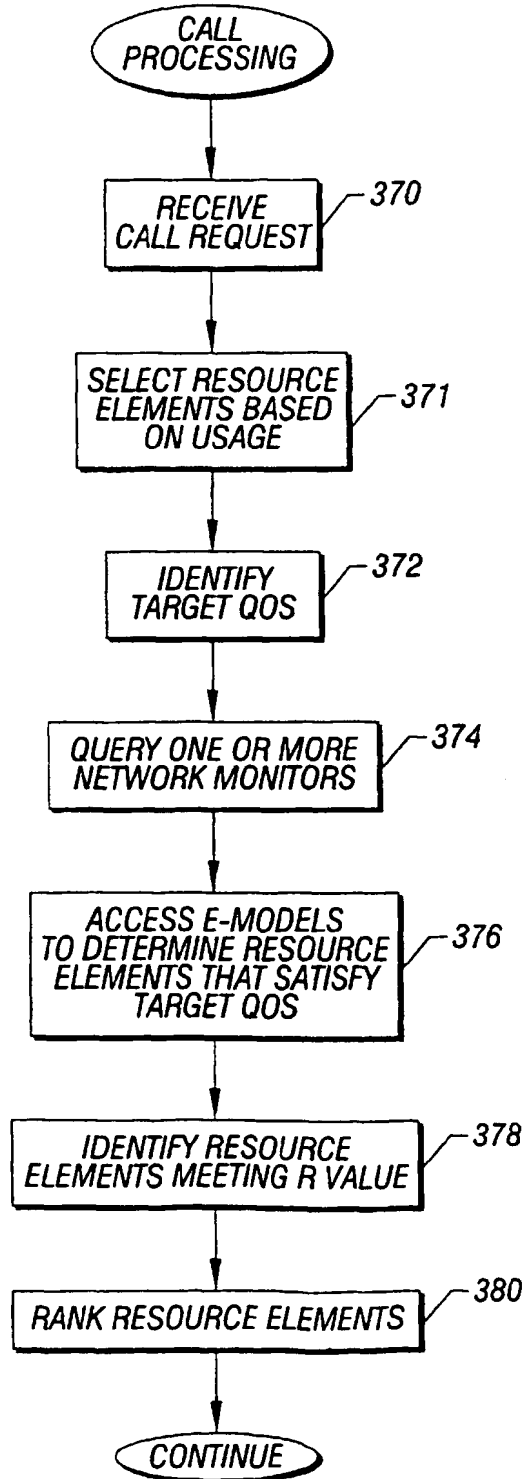 CALL
PROCESSING
370
RECEIVE
CALL REQUEST
371
SELECT RESOURCE
ELEMENTS BASED
ON USAGE
372
IDENTIFY
TARGET QOS
374
QUERY ONE OR MORE
NETWORK MONITORS
376
ACCESS E-MODELS
TO DETERMINE RESOURCE
ELEMENTS THAT SATISFY
TARGET QOS
378
IDENTIFY RESOURCE
ELEMENTS MEETING R VALUE
380
RANK RESOURCE ELEMENTS
CONTINUE